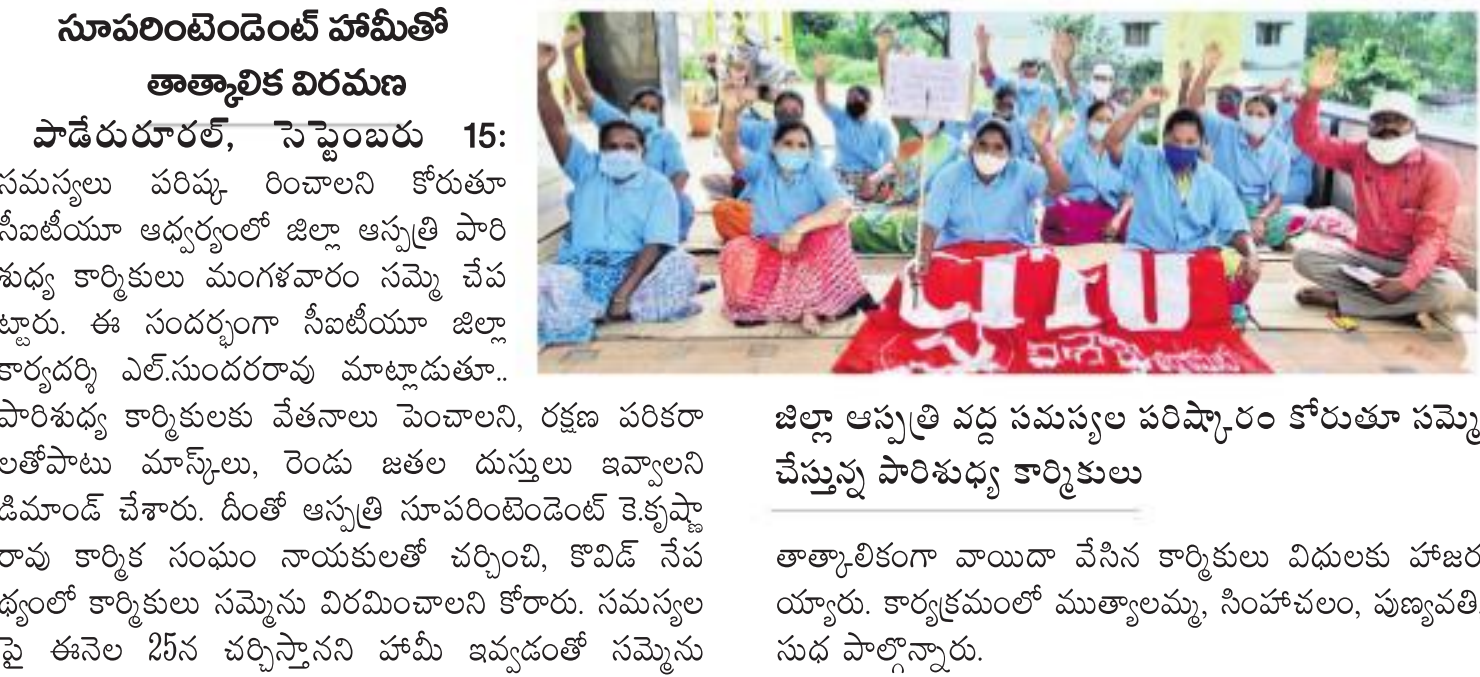 సూపరింటెండెంట్ హామీతో
తాత్కాలిక విరమణ
పాడేరురూరల్, సెప్టెంబరు 15:
సమస్యలు పరిష్క రించాలని కోరుతూ
సీఐటీయూ ఆధ్వర్యంలో జిల్లా ఆస్పత్రి పారి
శుధ్య కార్మికులు మంగళవారం సమ్మె చేప
ట్టారు. ఈ సందర్భంగా సీఐటీయూ జిల్లా
కార్యదర్శి ఎల్.సుందరరావు మాట్లాడుతూ..
పారిశుధ్య కార్మికులకు వేతనాలు పెంచాలని, రక్షణ పరికరా
లతోపాటు మాస్క్‌లు, రెండు జతల దుస్తులు ఇవ్వాలని
డిమాండ్ చేశారు. దీంతో ఆస్పత్రి సూపరింటెండెంట్ కె.కృష్ణా
రావు కార్మిక సంఘం నాయకులతో చర్చించి, కొవిడ్ నేప
థ్యంలో కార్మికులు సమ్మెను విరమించాలని కోరారు. సమస్యల
పై ఈనెల 25న చర్చిస్తానని హామీ ఇవ్వడంతో సమ్మెను
CITU
జిల్లా ఆస్పత్రి వద్ద సమస్యల పరిష్కారం కోరుతూ సమ్మె
చేస్తున్న పారిశుధ్య కార్మికులు
తాత్కాలికంగా వాయిదా వేసిన కార్మికులు విధులకు హాజర
య్యారు. కార్యక్రమంలో ముత్యాలమ్మ, సింహాచలం, పుణ్యవతి,
సుధ పాల్గొన్నారు.